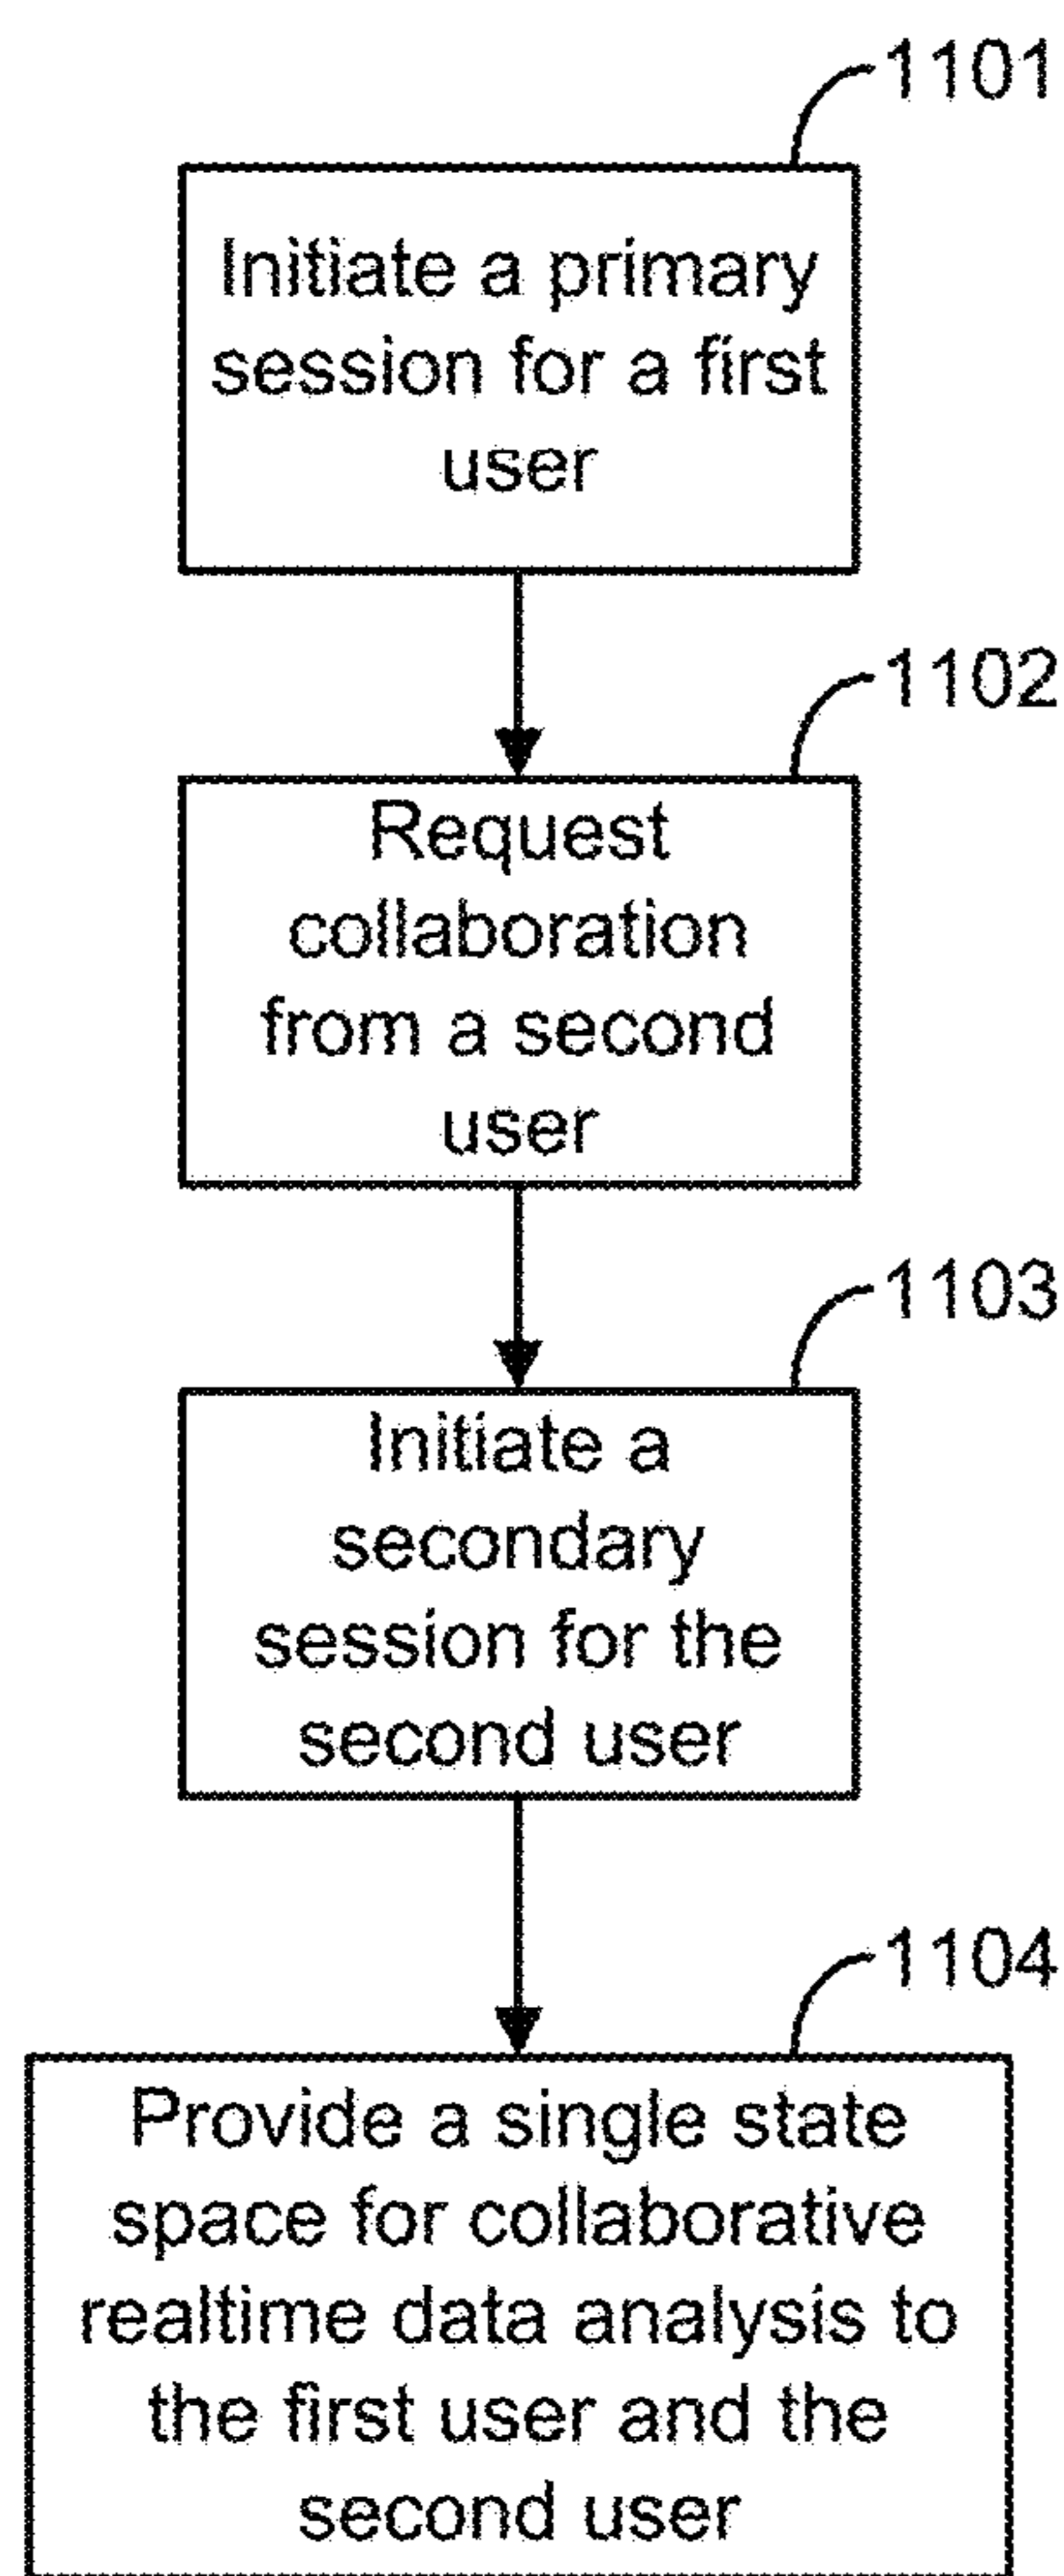 1101
Initiate a primary
session for a first
user
1102
Request
collaboration
from a second
user
1103
Initiate a
secondary
session for the
second user
1104
Provide a single state
space for collaborative
realtime data analysis to
the first user and the
second user